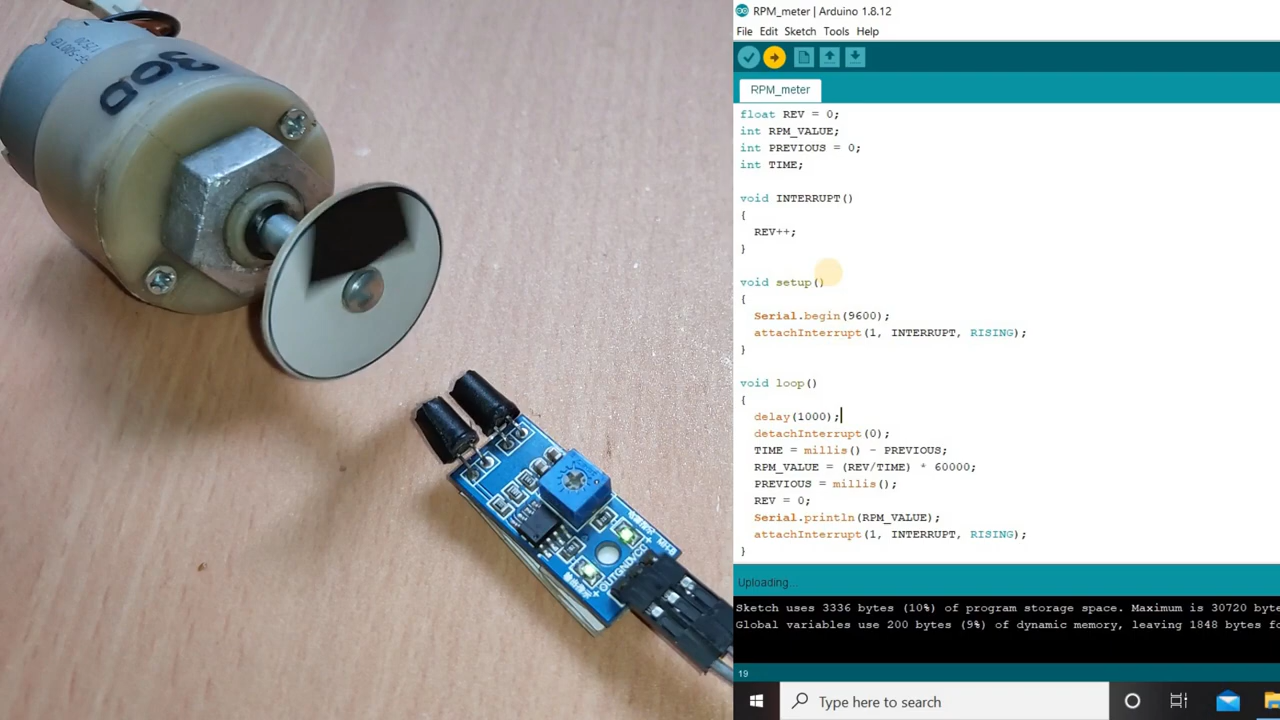 300
OUT GND VCC
RPM_meter | Arduino 1.8.12
File Edit Sketch Tools Help
RPM_meter
float REV = 0;
int RPM_VALUE;
int PREVIOUS = 0;
int TIME;
void INTERRUPT()
{
REV++;
}
void setup()
{
Serial.begin(9600);
attachInterrupt(1, INTERRUPT, RISING);
}
void loop()
{
delay(1000);
detachInterrupt(0);
TIME = millis() - PREVIOUS;
RPM_VALUE = (REV/TIME) * 60000;
PREVIOUS = millis();
REV = 0;
Serial.println(RPM_VALUE);
attachInterrupt(1, INTERRUPT, RISING);
}
Uploading...
Sketch uses 3336 bytes (10%) of program storage space. Maximum is 30720
Global variables use 200 bytes (9%) of dynamic memory, leaving 1848 bytes
19
Type here to search